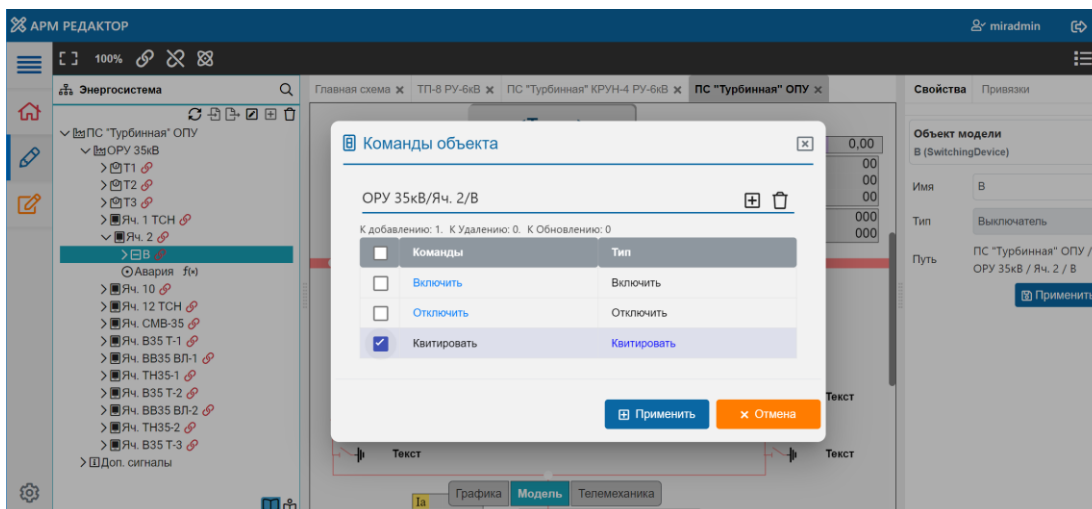 АРМ РЕДАКТОР
miradmin
100%
Энергосистема
Главная схема
ТП-8 РУ-6кВ
ПС "Турбинная" КРУН-4 РУ-6кВ
ПС "Турбинная" ОПУ
Свойства
Привязки
ПС "Турбинная" ОПУ
ОРУ 35кВ
Т1
Т2
Т3
Яч. 1 ТСН
Яч. 2
В
Авария f(•)
Яч. 10
Яч. 12 ТСН
Яч. СМВ-35
Яч. В35 Т-1
Яч. ВВ35 ВЛ-1
Яч. ТН35-1
Яч. В35 Т-2
Яч. ВВ35 ВЛ-2
Яч. ТН35-2
Яч. В35 Т-3
Доп. сигналы
Команды объекта
ОРУ 35кВ/Яч. 2/В
К добавлению: 1. К Удалению: 0. К Обновлению: 0
Команды
Тип
Включить
Включить
Отключить
Отключить
Квитировать
Квитировать
Применить
Отмена
0,00
00
00
00
000
000
Текст
Текст
Текст
Ia
Графика
Модель
Телемеханика
Объект модели
В (SwitchingDevice)
Имя
В
Тип
Выключатель
Путь
ПС "Турбинная" ОПУ /
ОРУ 35кВ / Яч. 2 / В
Применить